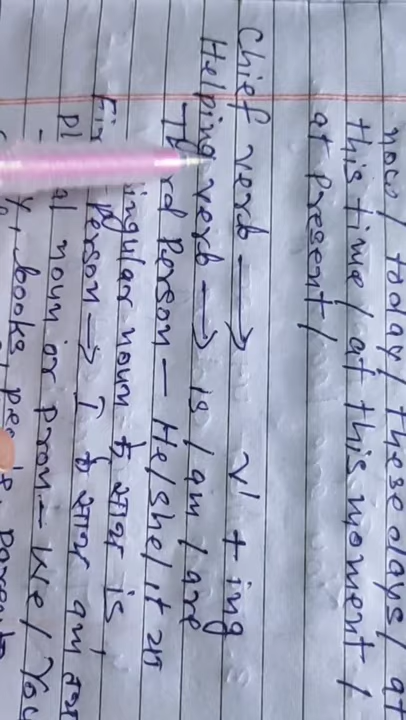 now / today / these days / at
this time / at this moment /
at present /
Chief verb → V¹ + ing
Helping verb → is / am / are
Third Person — He / she / it या
singular noun के साथ is
First Person → I के साथ am
plural noun or pron — we / You
books